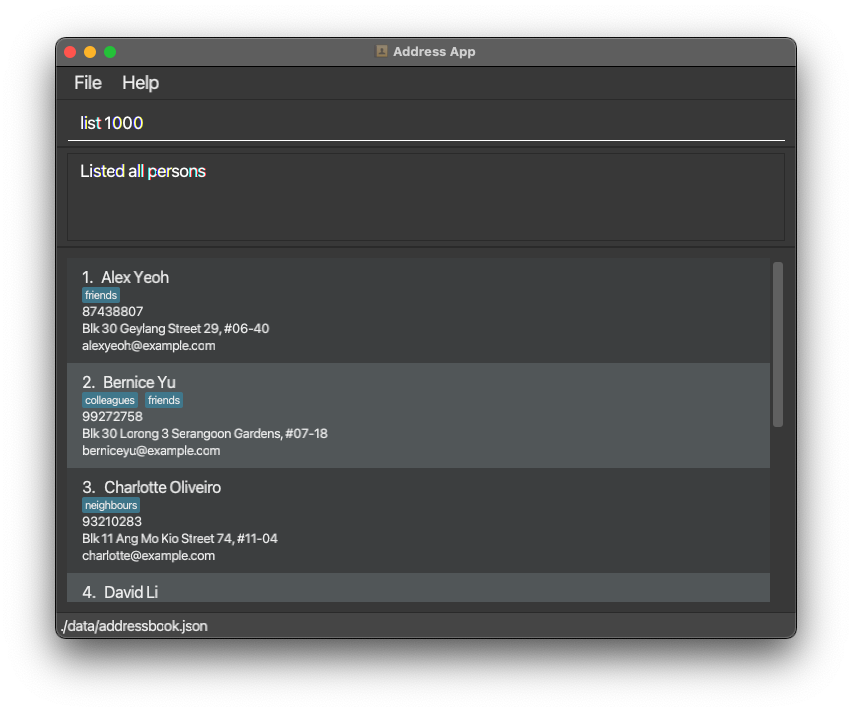 Address App
File Help
list 1000
Listed all persons
1. Alex Yeoh
friends
87438807
Blk 30 Geylang Street 29, #06-40
alexyeoh@example.com
2. Bernice Yu
colleagues friends
99272758
Blk 30 Lorong 3 Serangoon Gardens, #07-18
berniceyu@example.com
3. Charlotte Oliveiro
neighbours
93210283
Blk 11 Ang Mo Kio Street 74, #11-04
charlotte@example.com
4. David Li
./data/addressbook.json